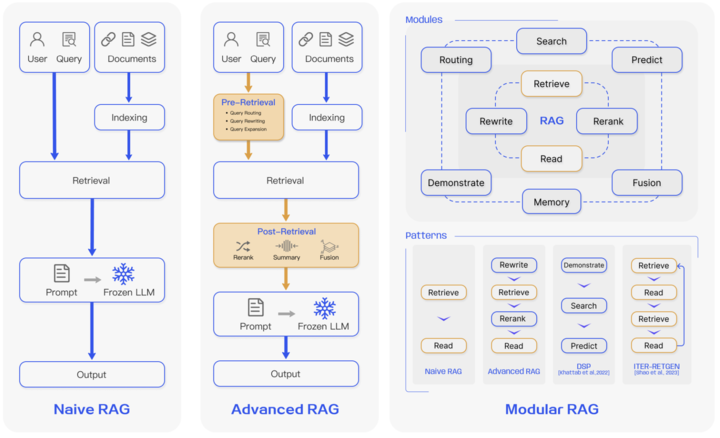 User Query
Documents
Indexing
Retrieval
Prompt
Frozen LLM
Output
Naive RAG
User Query
Documents
Pre-Retrieval
• Query Routing
• Query Rewriting
• Query Expansion
Indexing
Retrieval
Post-Retrieval
Rerank
Summary
Fusion
Prompt
Frozen LLM
Output
Advanced RAG
Modules
Search
Routing
Predict
Retrieve
Rewrite
RAG
Rerank
Read
Demonstrate
Fusion
Memory
Patterns
Retrieve
Read
Naive RAG
Rewrite
Retrieve
Rerank
Read
Advanced RAG
Demonstrate
Search
Predict
DSP
[Khattab et al., 2022]
Retrieve
Read
Retrieve
Read
ITER-RETGEN
[Shao et al., 2023]
Modular RAG